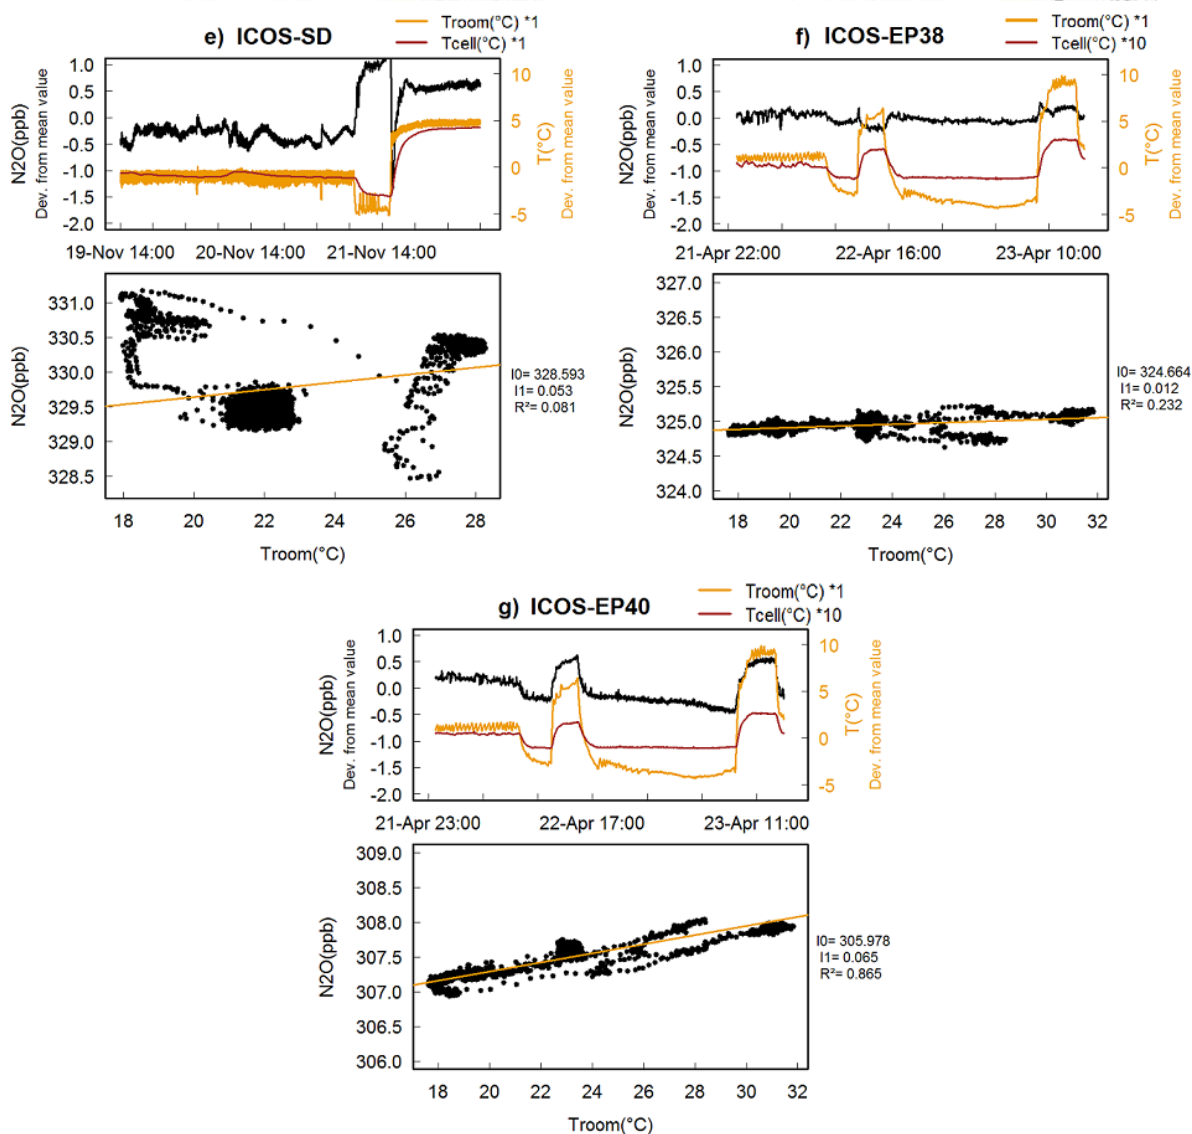 e) ICOS-SD
Troom(°C) *1
Tcell(°C) *1
N2O(ppb)
Dev. from mean value
1.0
0.5
0.0
-0.5
-1.0
-1.5
-2.0
10
5
0
-5
T(°C)
Dev. from mean value
19-Nov 14:00 20-Nov 14:00 21-Nov 14:00
N2O(ppb)
331.0
330.5
330.0
329.5
329.0
328.5
I0= 328.593
I1= 0.053
R²= 0.081
18 20 22 24 26 28
Troom(°C)
f) ICOS-EP38
Troom(°C) *1
Tcell(°C) *10
N2O(ppb)
Dev. from mean value
1.0
0.5
0.0
-0.5
-1.0
-1.5
-2.0
10
5
0
-5
T(°C)
Dev. from mean value
21-Apr 22:00 22-Apr 16:00 23-Apr 10:00
N2O(ppb)
327.0
326.5
326.0
325.5
325.0
324.5
324.0
I0= 324.664
I1= 0.012
R²= 0.232
18 20 22 24 26 28 30 32
Troom(°C)
g) ICOS-EP40
Troom(°C) *1
Tcell(°C) *10
N2O(ppb)
Dev. from mean value
1.0
0.5
0.0
-0.5
-1.0
-1.5
-2.0
10
5
0
-5
T(°C)
Dev. from mean value
21-Apr 23:00 22-Apr 17:00 23-Apr 11:00
N2O(ppb)
309.0
308.5
308.0
307.5
307.0
306.5
306.0
I0= 305.978
I1= 0.065
R²= 0.865
18 20 22 24 26 28 30 32
Troom(°C)